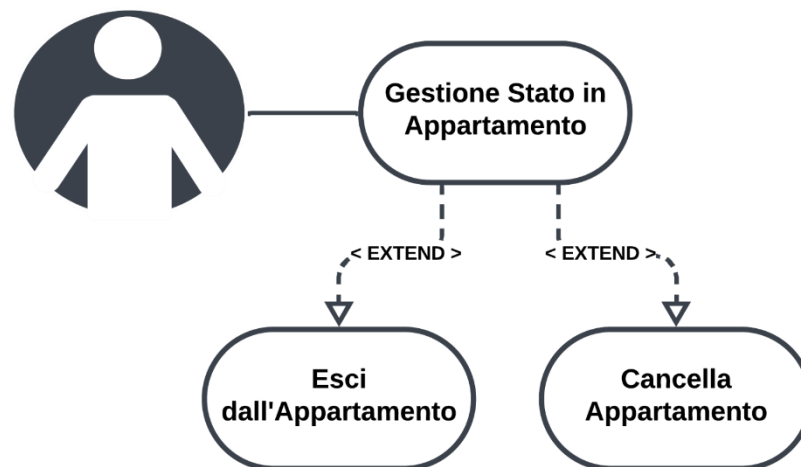 Gestione Stato in
Appartamento
< EXTEND >
< EXTEND >
Esci
dall'Appartamento
Cancella
Appartamento